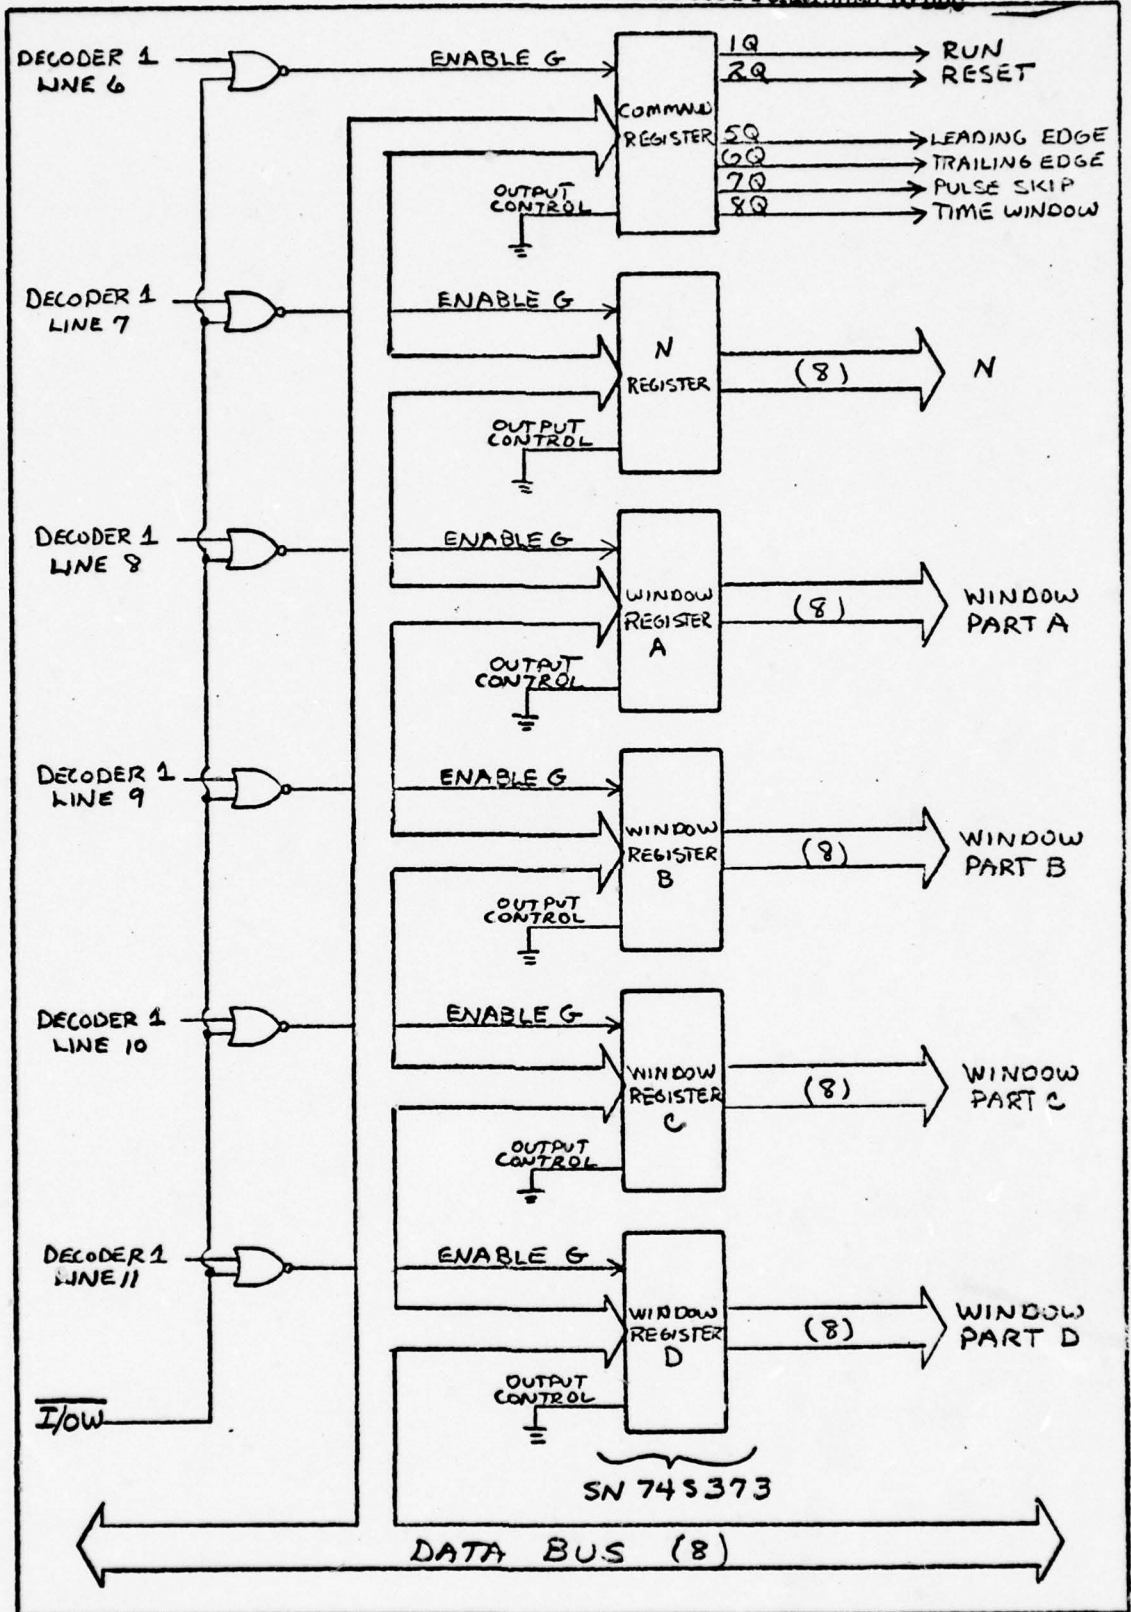 DECODER 1
LINE 6
ENABLE G
COMMAND
REGISTER
1Q
RUN
2Q
RESET
5Q
LEADING EDGE
6Q
TRAILING EDGE
7Q
PULSE SKIP
8Q
TIME WINDOW
OUTPUT
CONTROL
DECODER 1
LINE 7
ENABLE G
N
REGISTER
(8)
N
OUTPUT
CONTROL
DECODER 1
LINE 8
ENABLE G
WINDOW
REGISTER
A
(8)
WINDOW
PART A
OUTPUT
CONTROL
DECODER 1
LINE 9
ENABLE G
WINDOW
REGISTER
B
(8)
WINDOW
PART B
OUTPUT
CONTROL
DECODER 1
LINE 10
ENABLE G
WINDOW
REGISTER
C
(8)
WINDOW
PART C
OUTPUT
CONTROL
DECODER 1
LINE 11
ENABLE G
WINDOW
REGISTER
D
(8)
WINDOW
PART D
OUTPUT
CONTROL
I/OW
SN 74S373
DATA BUS (8)